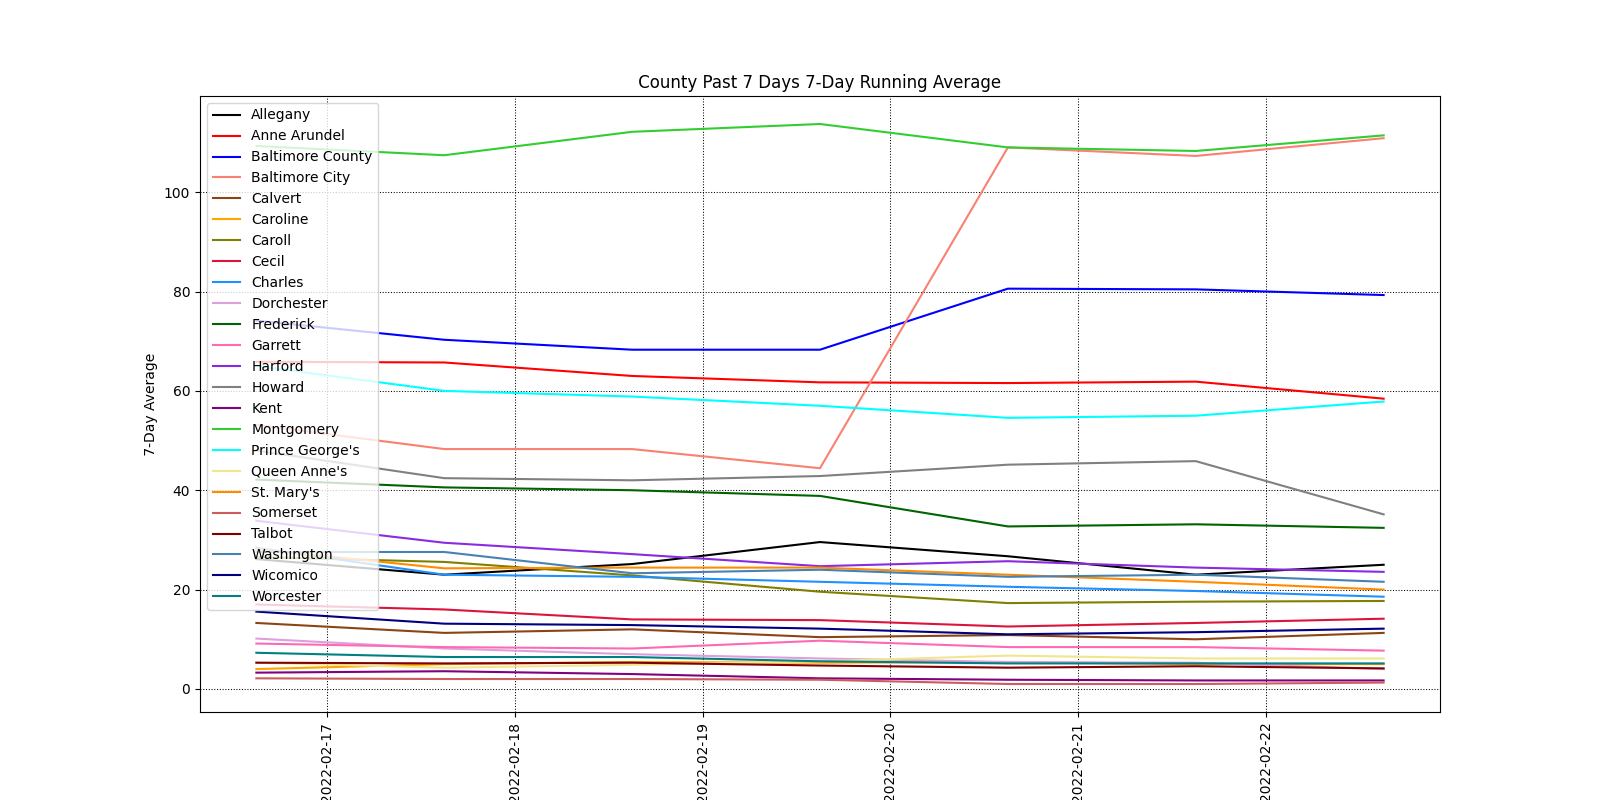 County Past 7 Days 7-Day Running Average
Allegany
Anne Arundel
Baltimore County
Baltimore City
Calvert
Caroline
Caroll
Cecil
Charles
Dorchester
Frederick
Garrett
Harford
Howard
Kent
Montgomery
Prince George's
Queen Anne's
St. Mary's
Somerset
Talbot
Washington
Wicomico
Worcester
7-Day Average
100
80
60
40
20
0
2022-02-17
2022-02-18
2022-02-19
2022-02-20
2022-02-21
2022-02-22